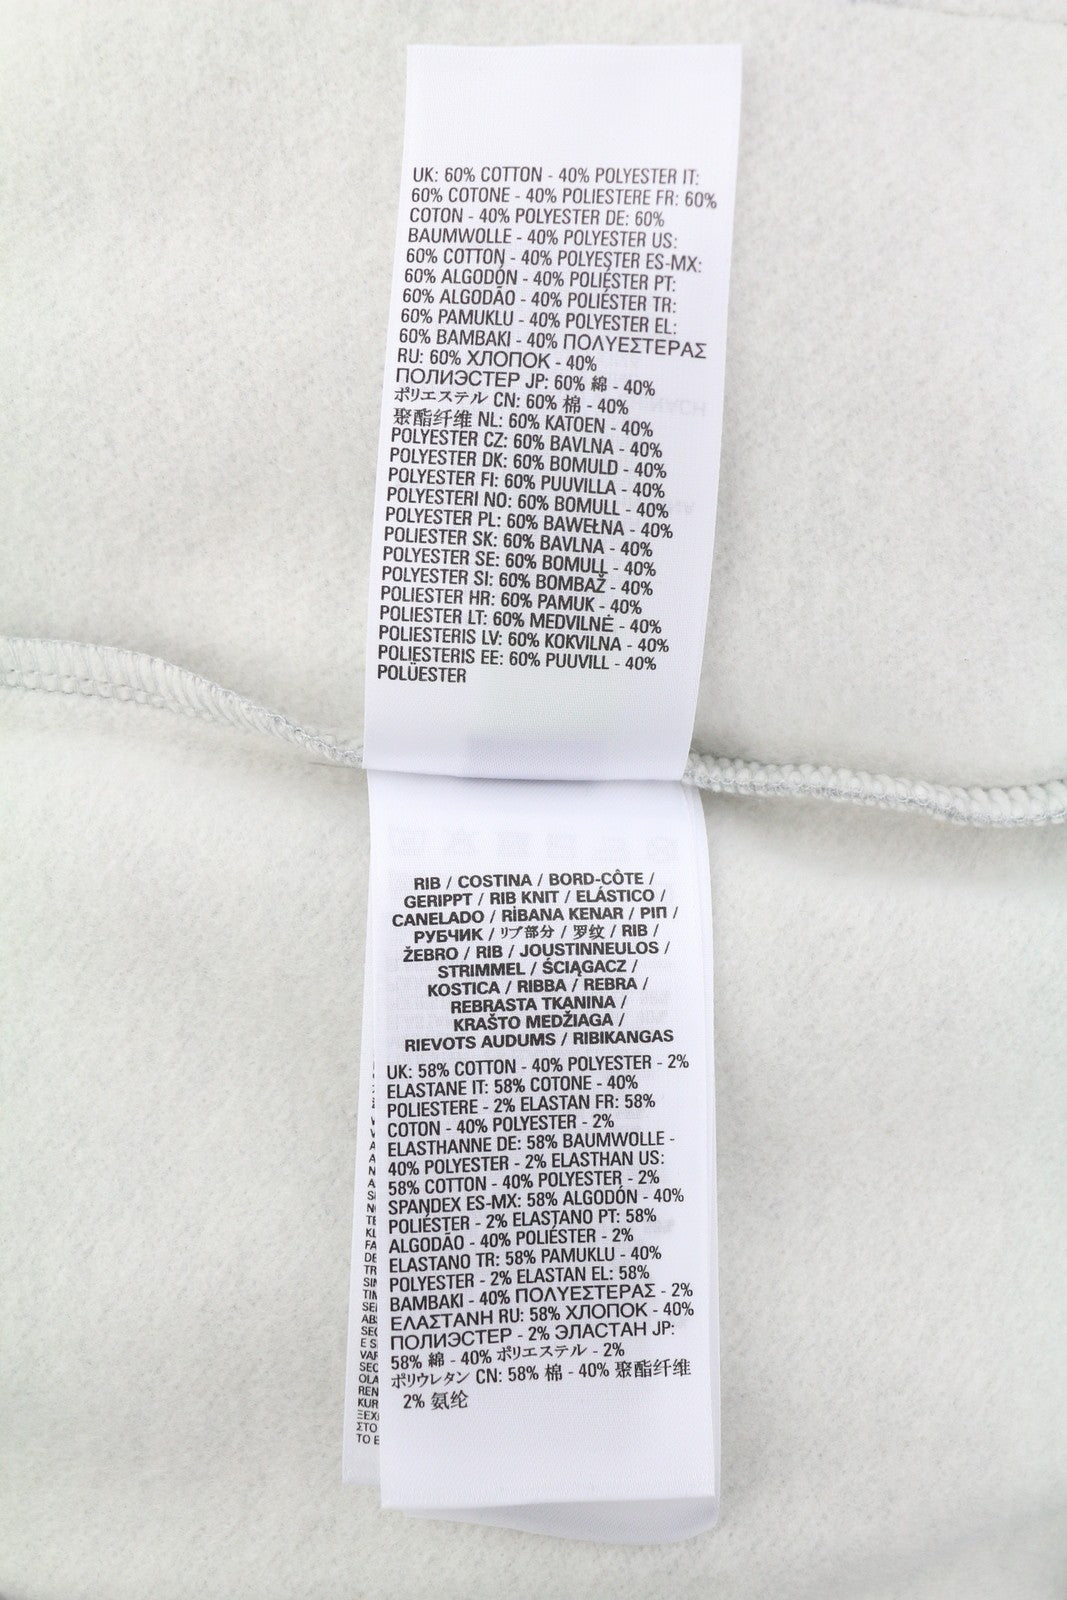 UK: 60% COTTON - 40% POLYESTER IT:
60% COTONE - 40% POLIESTERE FR: 60%
COTON - 40% POLYESTER DE: 60%
BAUMWOLLE - 40% POLYESTER US:
60% COTTON - 40% POLYESTER ES-MX:
60% ALGODÓN - 40% POLIÉSTER PT:
60% ALGODÃO - 40% POLIÉSTER TR:
60% PAMUKLU - 40% POLYESTER EL:
60% BAMBAKI - 40% ΠΟΛΥΕΣΤΕΡΑΣ
RU: 60% ХЛОПОК - 40%
ПОЛИЭСТЕР JP: 60% 綿 - 40%
ポリエステル CN: 60% 棉 - 40%
聚酯纤维 NL: 60% KATOEN - 40%
POLYESTER CZ: 60% BAVLNA - 40%
POLYESTER DK: 60% BOMULD - 40%
POLYESTER FI: 60% PUUVILLA - 40%
POLYESTERI NO: 60% BOMULL - 40%
POLYESTER PL: 60% BAWEŁNA - 40%
POLIESTER SK: 60% BAVLNA - 40%
POLYESTER SE: 60% BOMULL - 40%
POLYESTER SI: 60% BOMBAŽ - 40%
POLIESTER HR: 60% PAMUK - 40%
POLIESTER LT: 60% MEDVILNĖ - 40%
POLIESTERIS LV: 60% KOKVILNA - 40%
POLIESTERIS EE: 60% PUUVILL - 40%
POLÜESTER
RIB / COSTINA / BORD-CÔTE /
GERIPPT / RIB KNIT / ELÁSTICO /
CANELADO / RİBANA KENAR / ΡΙΠ /
РУБЧИК / リブ部分 / 罗纹 / RIB /
ŽEBRO / RIB / JOUSTINNEULOS /
STRIMMEL / ŚCIĄGACZ /
KOSTICA / RIBBA / REBRA /
REBRASTA TKANINA /
KRAŠTO MEDŽIAGA /
RIEVOTS AUDUMS / RIBIKANGAS
UK: 58% COTTON - 40% POLYESTER - 2%
ELASTANE IT: 58% COTONE - 40%
POLIESTERE - 2% ELASTAN FR: 58%
COTON - 40% POLYESTER - 2%
ELASTHANNE DE: 58% BAUMWOLLE -
40% POLYESTER - 2% ELASTHAN US:
58% COTTON - 40% POLYESTER - 2%
SPANDEX ES-MX: 58% ALGODÓN - 40%
POLIÉSTER - 2% ELASTANO PT: 58%
ALGODÃO - 40% POLIÉSTER - 2%
ELASTANO TR: 58% PAMUKLU - 40%
POLYESTER - 2% ELASTAN EL: 58%
BAMBAKI - 40% ΠΟΛΥΕΣΤΕΡΑΣ - 2%
ΕΛΑΣΤΑΝΗ RU: 58% ХЛОПОК - 40%
ПОЛИЭСТЕР - 2% ЭЛАСТАН JP:
58% 綿 - 40% ポリエステル - 2%
ポリウレタン CN: 58% 棉 - 40% 聚酯纤维
2% 氨纶